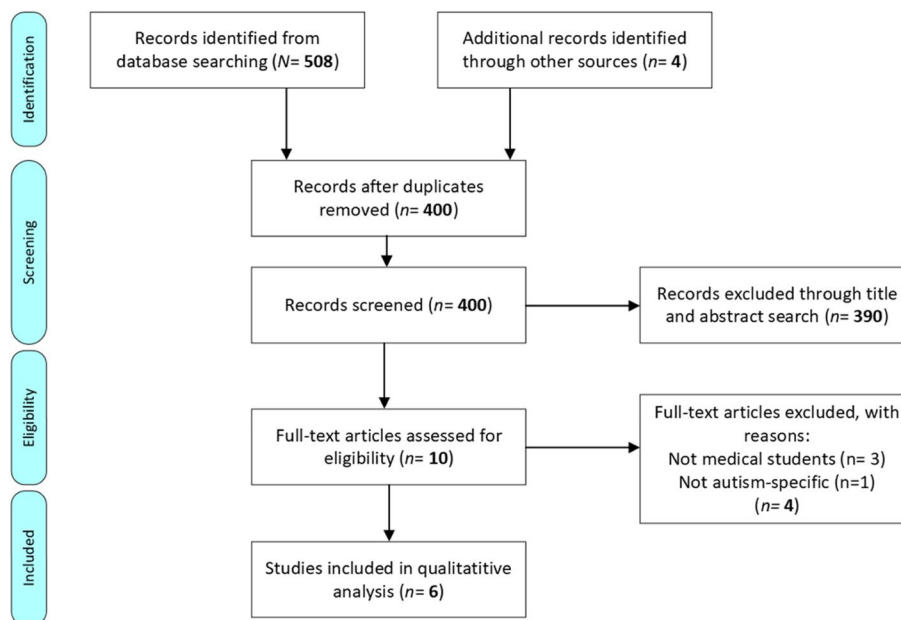 Identification
Records identified from
database searching (N= 508)
Additional records identified
through other sources (n= 4)
Screening
Records after duplicates
removed (n= 400)
Records screened (n= 400)
Records excluded through title
and abstract search (n= 390)
Eligibility
Full-text articles assessed for
eligibility (n= 10)
Full-text articles excluded, with
reasons:
Not medical students (n= 3)
Not autism-specific (n=1)
(n= 4)
Included
Studies included in qualitatitive
analysis (n= 6)